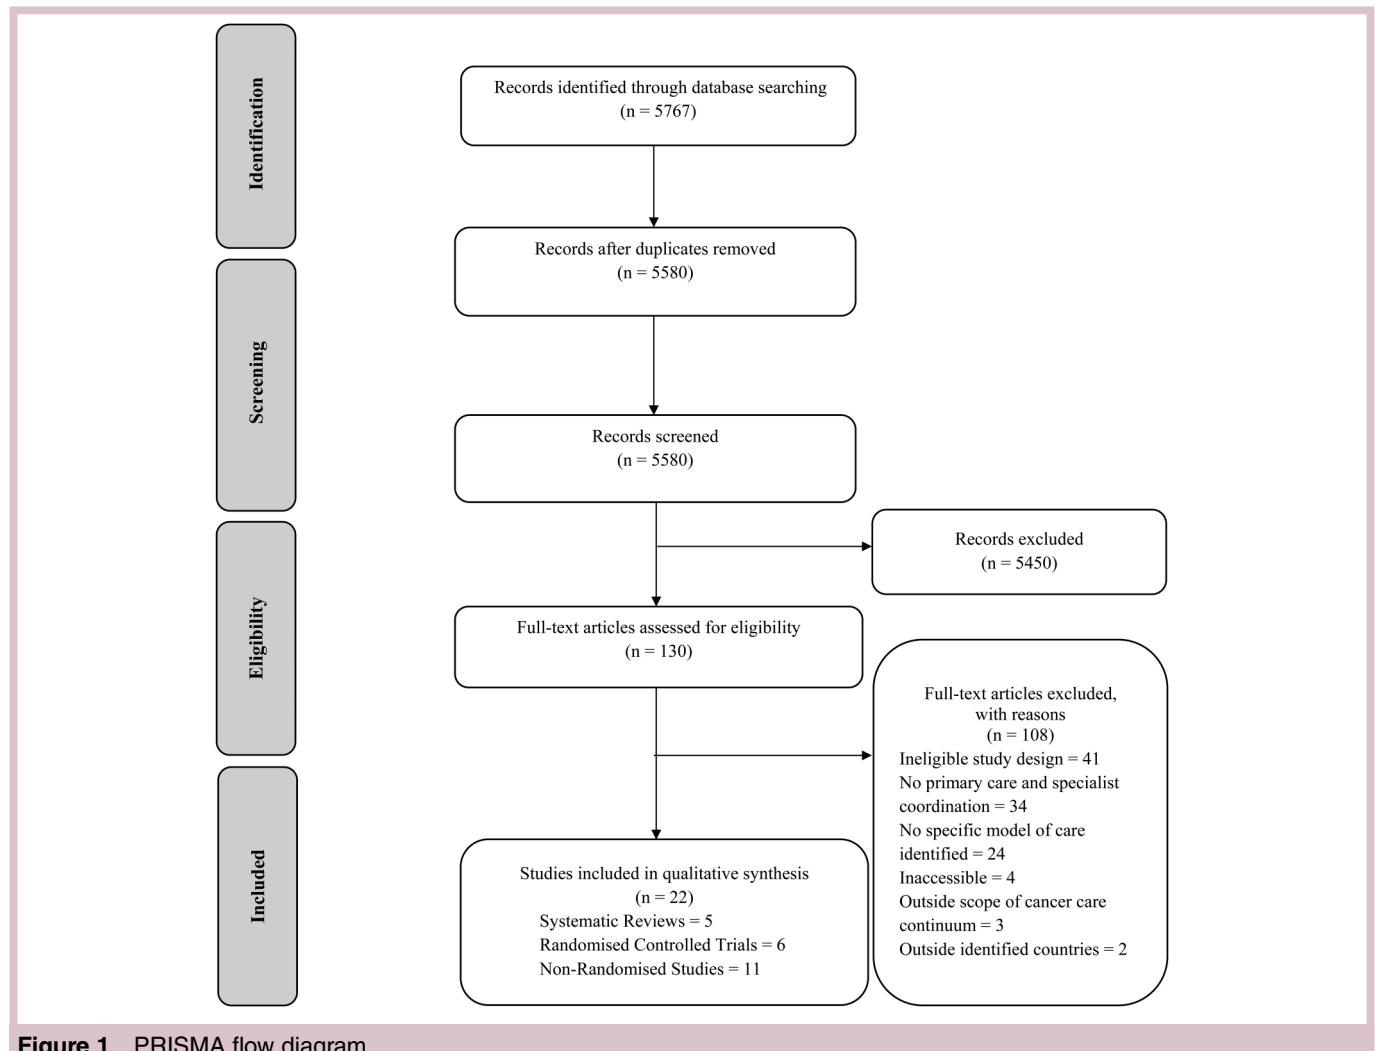 Identification
Records identified through database searching
(n = 5767)
Records after duplicates removed
(n = 5580)
Screening
Records screened
(n = 5580)
Records excluded
(n = 5450)
Eligibility
Full-text articles assessed for eligibility
(n = 130)
Full-text articles excluded,
with reasons
(n = 108)
Ineligible study design = 41
No primary care and specialist
coordination = 34
No specific model of care
identified = 24
Inaccessible = 4
Outside scope of cancer care
continuum = 3
Outside identified countries = 2
Included
Studies included in qualitative synthesis
(n = 22)
Systematic Reviews = 5
Randomised Controlled Trials = 6
Non-Randomised Studies = 11
Figure 1 PRISMA flow diagram